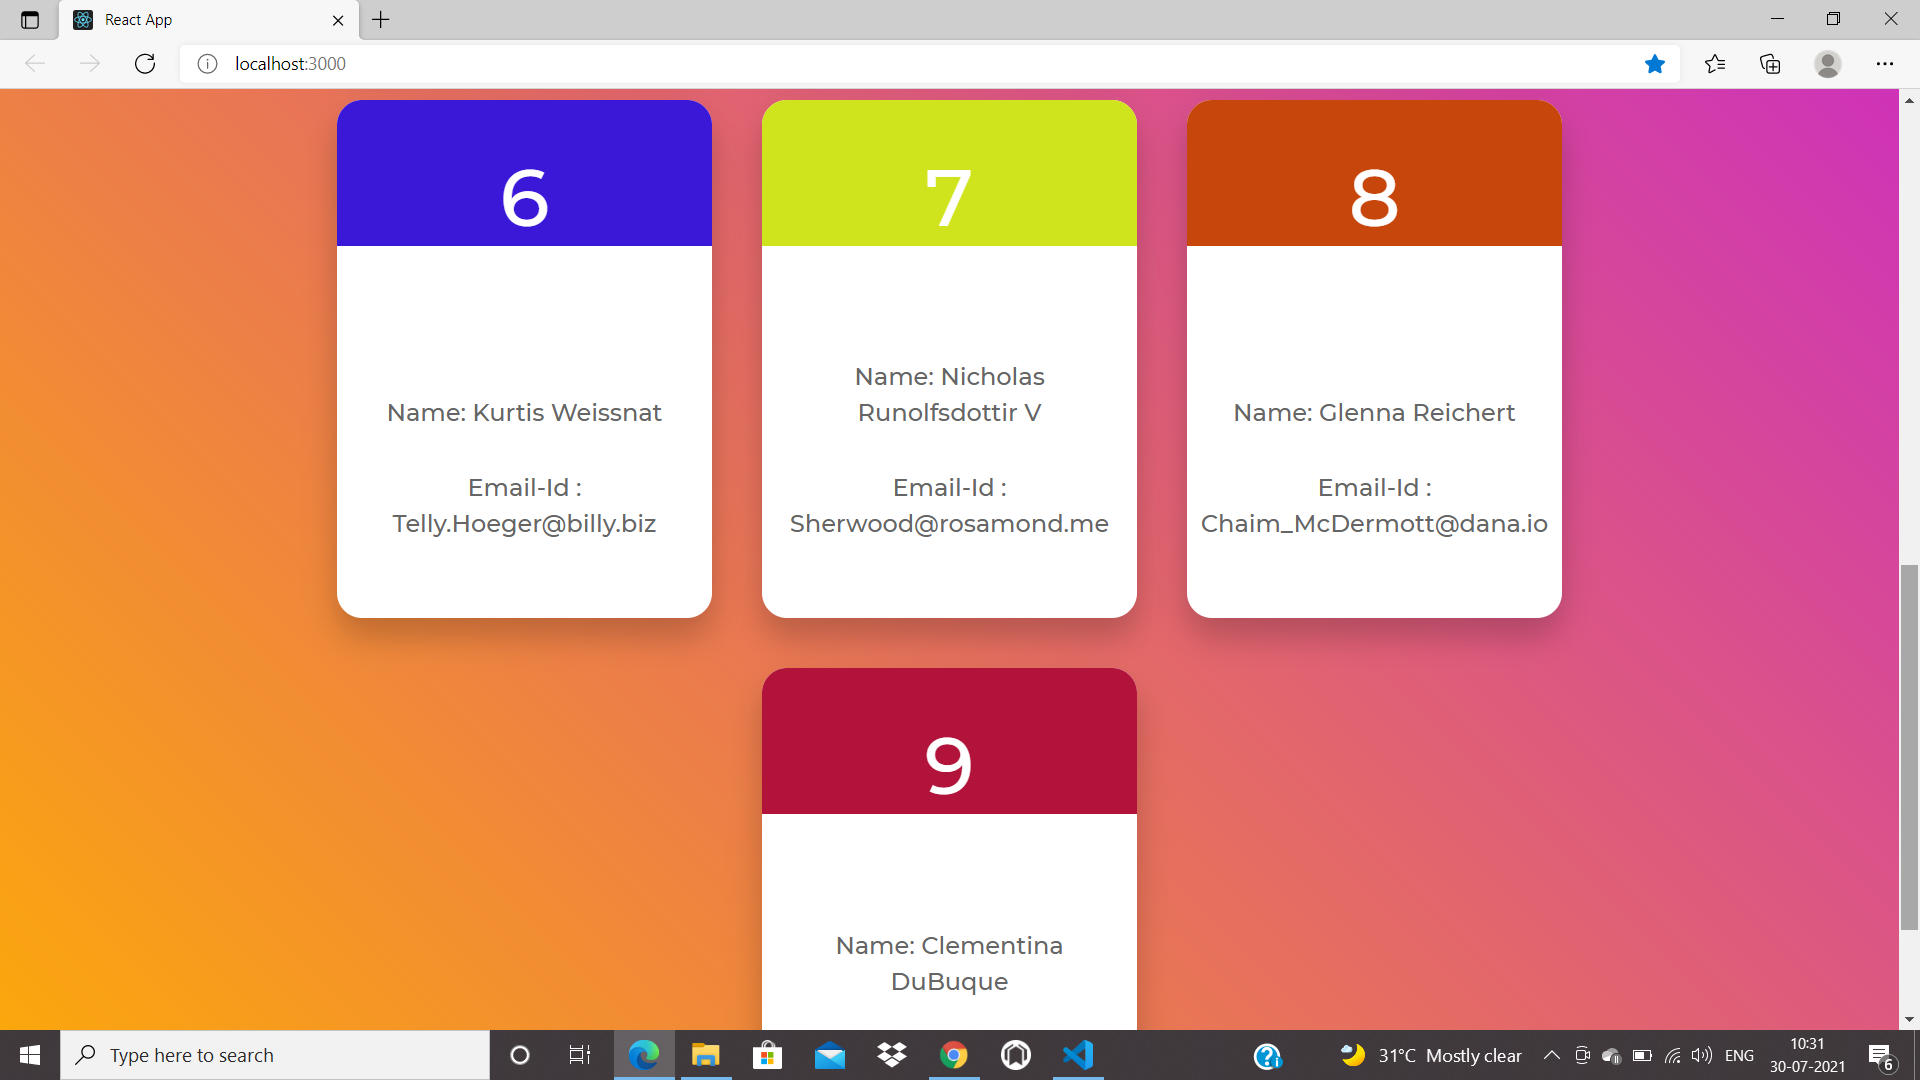 React App
localhost:3000
6
7
8
Name: Kurtis Weissnat
Email-Id :
Telly.Hoeger@billy.biz
Name: Nicholas
Runolfsdottir V
Email-Id :
Sherwood@rosamond.me
Name: Glenna Reichert
Email-Id :
Chaim_McDermott@dana.io
9
Name: Clementina
DuBuque
Type here to search
31°C Mostly clear
ENG
10:31
30-07-2021
6